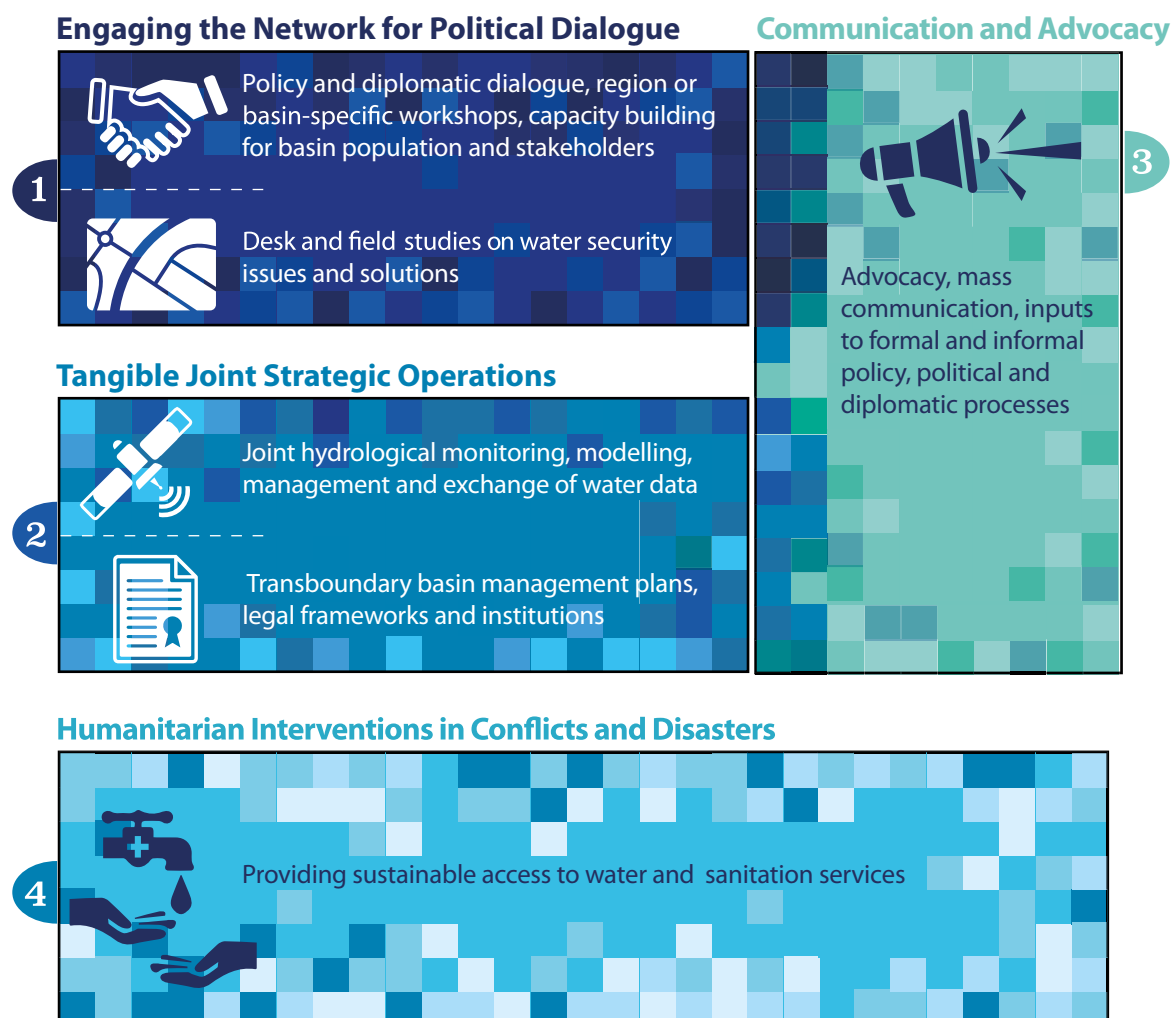 Engaging the Network for Political Dialogue
1
Policy and diplomatic dialogue, region or
basin-specific workshops, capacity building
for basin population and stakeholders
Desk and field studies on water security
issues and solutions
Tangible Joint Strategic Operations
2
Joint hydrological monitoring, modelling,
management and exchange of water data
Transboundary basin management plans,
legal frameworks and institutions
Communication and Advocacy
3
Advocacy, mass
communication, inputs
to formal and informal
policy, political and
diplomatic processes
Humanitarian Interventions in Conflicts and Disasters
4
Providing sustainable access to water and sanitation services